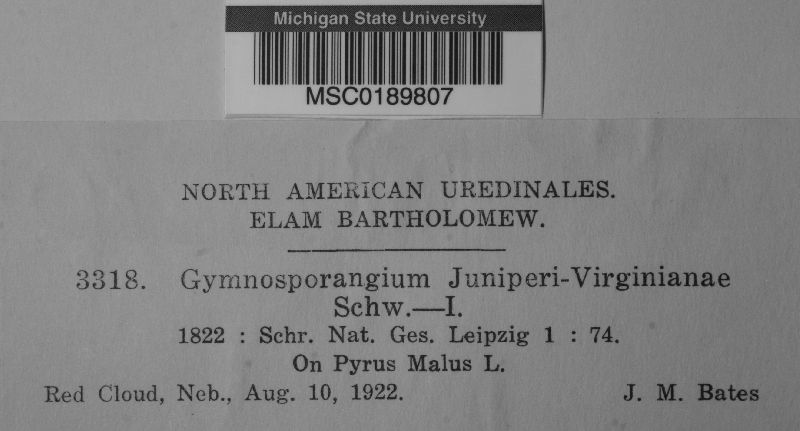 Michigan State University
MSC0189807
NORTH AMERICAN UREDINALES.
ELAM BARTHOLOMEW.
3318. Gymnosporangium Juniperi-Virginianae
Schw.—I.
1822 : Schr. Nat. Ges. Leipzig 1 : 74.
On Pyrus Malus L.
Red Cloud, Neb., Aug. 10, 1922. J. M. Bates